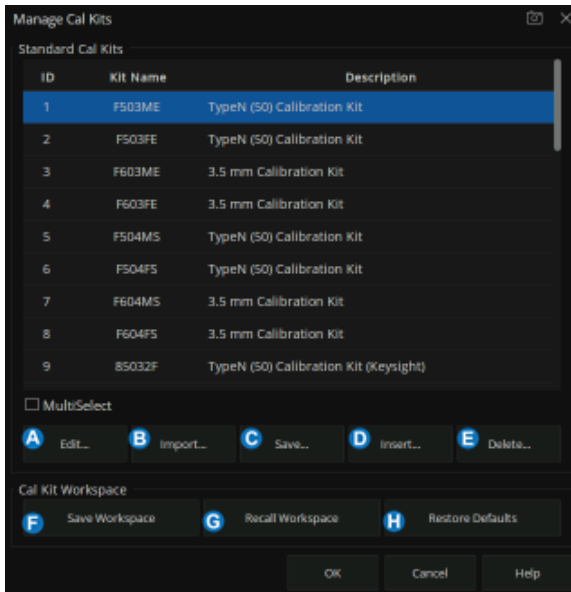 Manage Cal Kits
Standard Cal Kits
ID Kit Name Description
1 F503ME TypeN (50) Calibration Kit
2 F503FE TypeN (50) Calibration Kit
3 F603ME 3.5 mm Calibration Kit
4 F603FE 3.5 mm Calibration Kit
5 F504MS TypeN (50) Calibration Kit
6 F504FS TypeN (50) Calibration Kit
7 F604MS 3.5 mm Calibration Kit
8 F604FS 3.5 mm Calibration Kit
9 85032F TypeN (50) Calibration Kit (Keysight)
MultiSelect
A Edit... B Import... C Save... D Insert... E Delete...
Cal Kit Workspace
F Save Workspace G Recall Workspace H Restore Defaults
OK Cancel Help